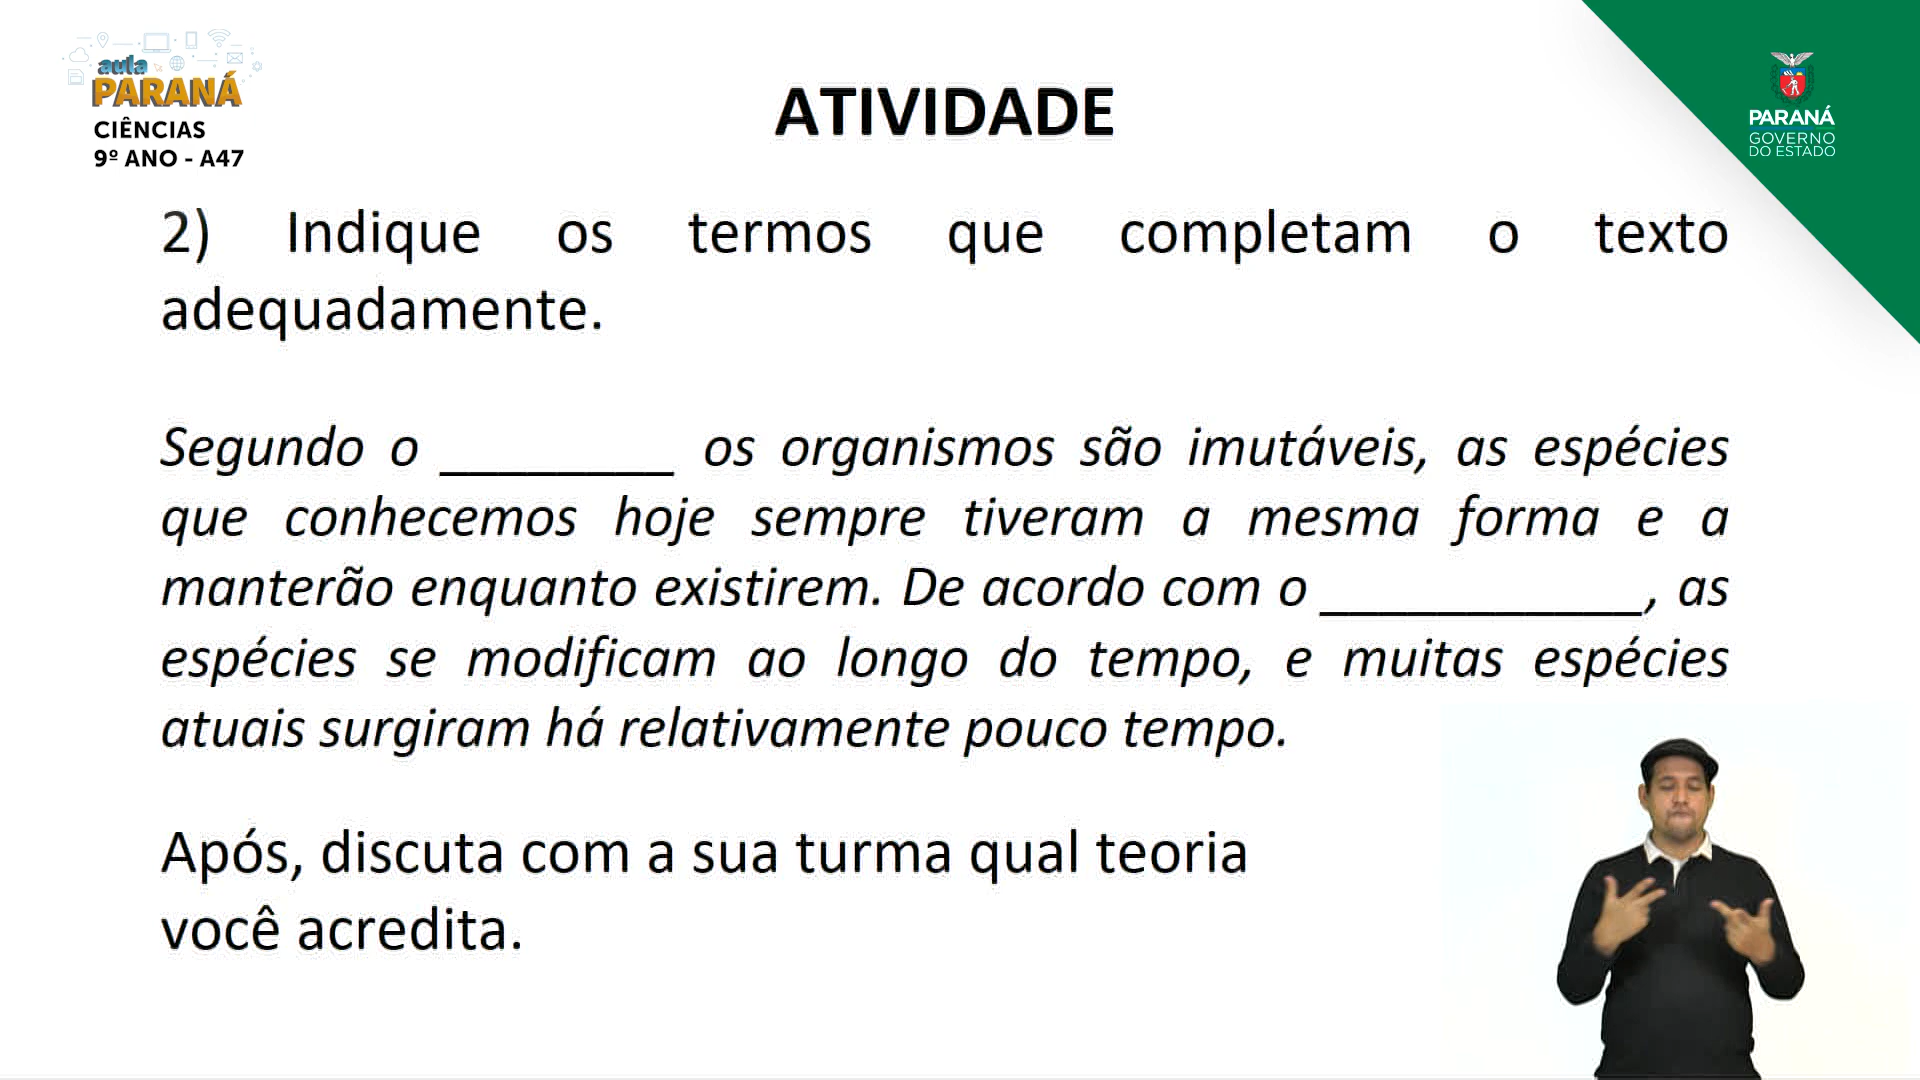 aula
PARANÁ
CIÊNCIAS
9º ANO - A47
ATIVIDADE
PARANÁ
GOVERNO
DO ESTADO
2) Indique os termos que completam o texto
adequadamente.
Segundo o ________ os organismos são imutáveis, as espécies
que conhecemos hoje sempre tiveram a mesma forma e a
manterão enquanto existirem. De acordo com o ___________, as
espécies se modificam ao longo do tempo, e muitas espécies
atuais surgiram há relativamente pouco tempo.
Após, discuta com a sua turma qual teoria
você acredita.